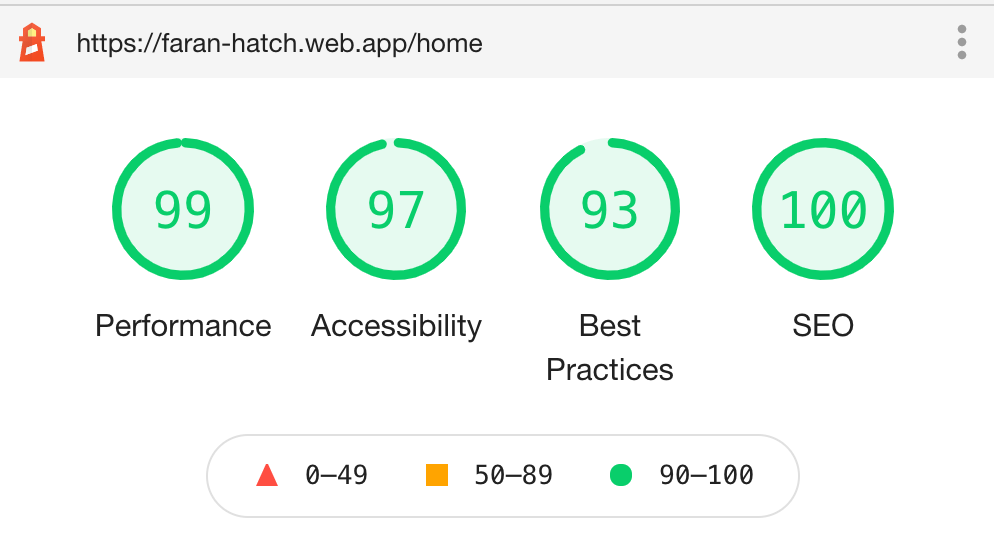 https://faran-hatch.web.app/home
99 97 93 100
Performance Accessibility Best SEO
Practices
0–49 50–89 90–100